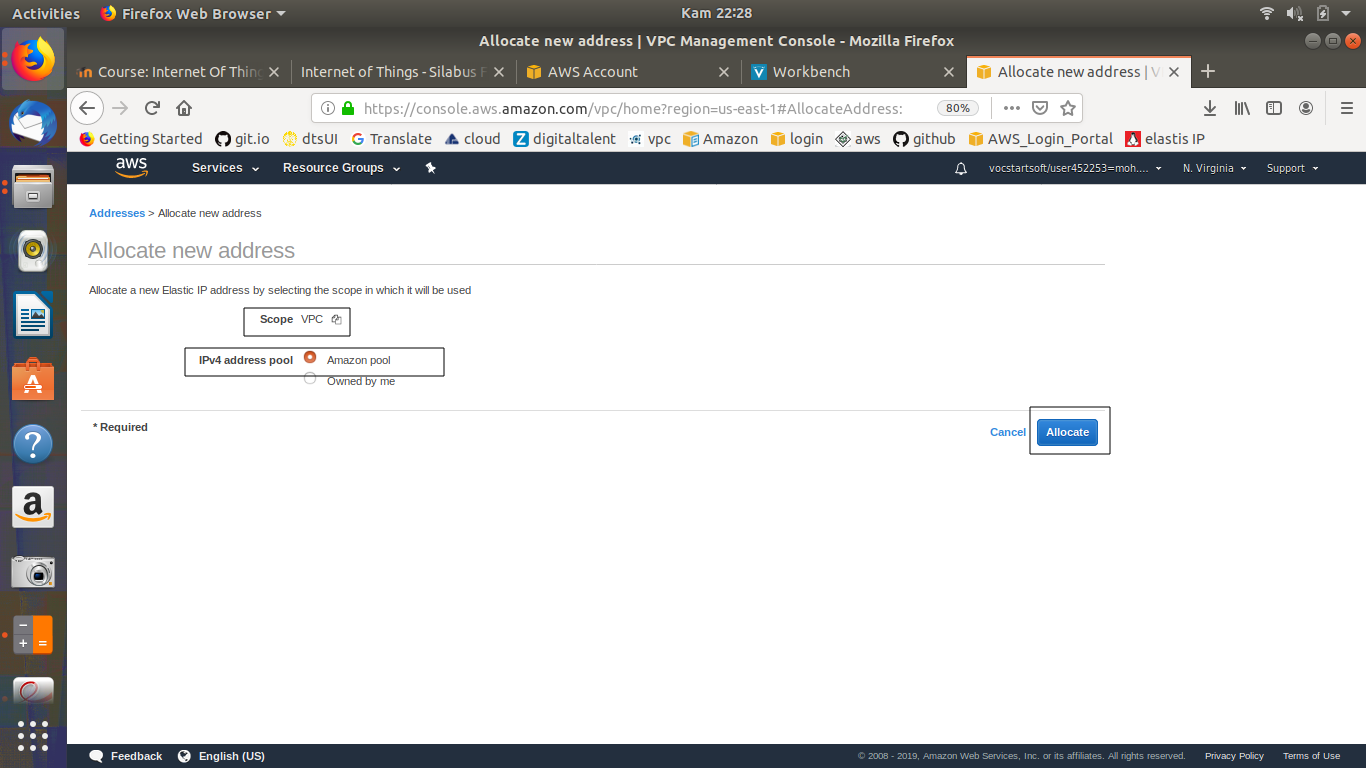 Activities Firefox Web Browser Kam 22:28
Allocate new address | VPC Management Console - Mozilla Firefox
Course: Internet Of Thing Internet of Things - Silabus AWS Account Workbench Allocate new address | V
https://console.aws.amazon.com/vpc/home?region=us-east-1#AllocateAddress: 80%
Getting Started git.io dtsUI Translate cloud digitaltalent vpc Amazon login aws github AWS_Login_Portal elastis IP
aws Services Resource Groups vocstartsoft/user452253=moh.... N. Virginia Support
Addresses > Allocate new address
Allocate new address
Allocate a new Elastic IP address by selecting the scope in which it will be used
Scope VPC
IPv4 address pool Amazon pool
Owned by me
* Required
Cancel Allocate
Feedback English (US) © 2008 - 2019, Amazon Web Services, Inc. or its affiliates. All rights reserved. Privacy Policy Terms of Use